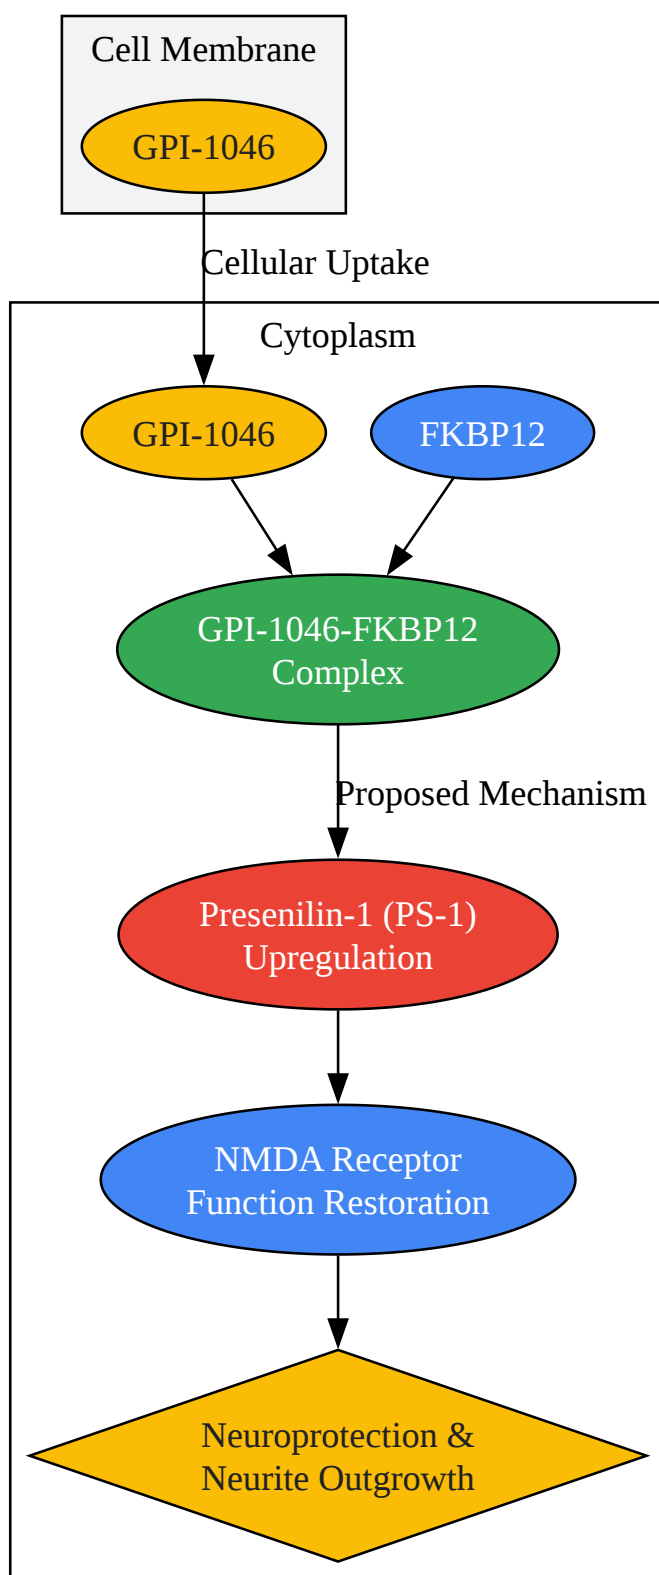 Cell Membrane
GPI-1046
Cellular Uptake
Cytoplasm
GPI-1046
FKBP12
GPI-1046-FKBP12
Complex
Proposed Mechanism
Presenilin-1 (PS-1)
Upregulation
NMDA Receptor
Function Restoration
Neuroprotection &
Neurite Outgrowth